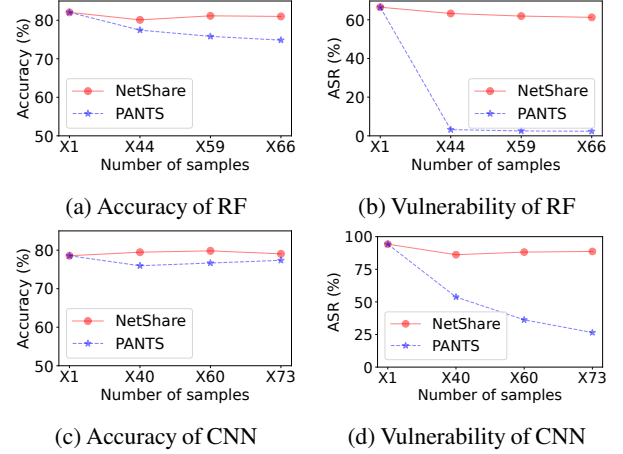 Accuracy (%)
80
70
60
50
NetShare
PANTS
X1 X44 X59 X66
Number of samples
(a) Accuracy of RF
ASR (%)
60
40
20
0
NetShare
PANTS
X1 X44 X59 X66
Number of samples
(b) Vulnerability of RF
Accuracy (%)
80
70
60
50
NetShare
PANTS
X1 X40 X60 X73
Number of samples
(c) Accuracy of CNN
ASR (%)
100
75
50
25
0
NetShare
PANTS
X1 X40 X60 X73
Number of samples
(d) Vulnerability of CNN